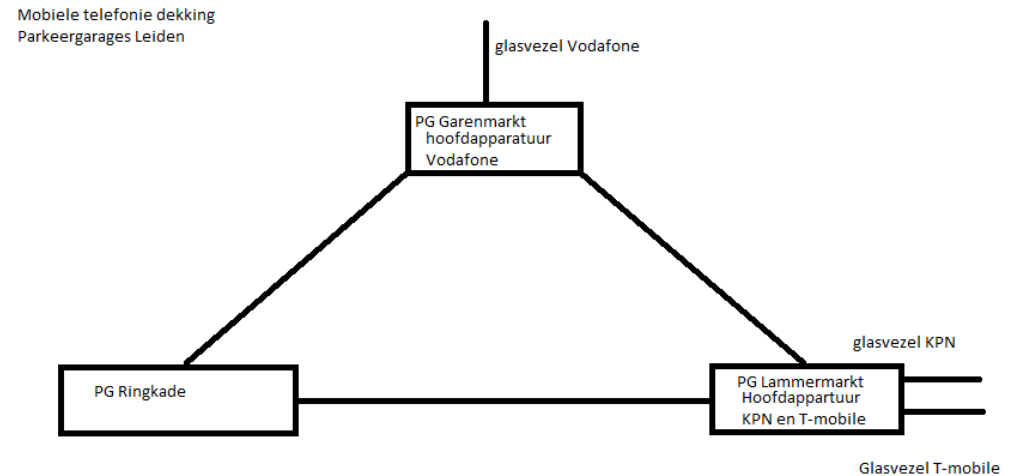 Mobiele telefonie dekking
Parkeergarages Leiden
glasvezel Vodafone
PG Garenmarkt
hoofdapparatuur
Vodafone
glasvezel KPN
PG Ringkade
PG Lammermarkt
Hoofdappartuur
KPN en T-mobile
Glasvezel T-mobile